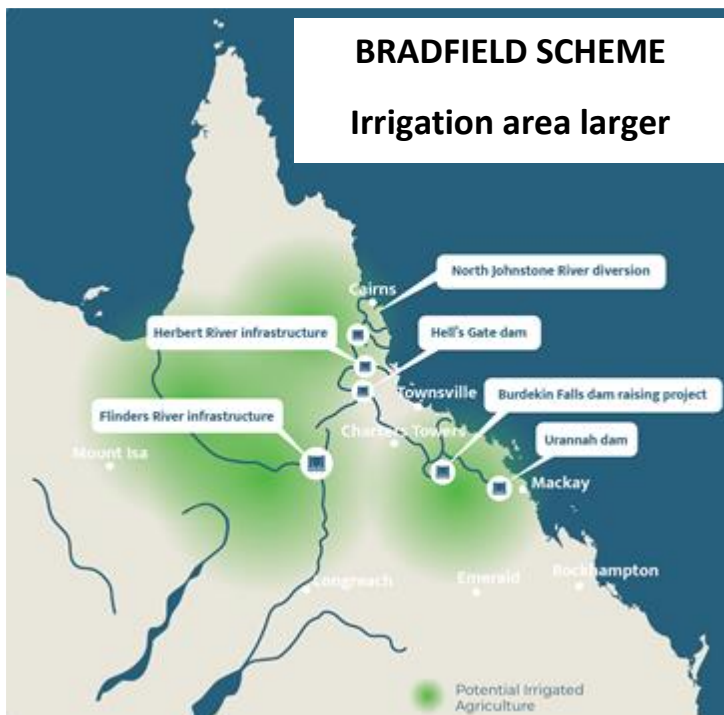 BRADFIELD SCHEME
Irrigation area larger
North Johnstone River diversion
Cairns
Herbert River infrastructure
Hell's Gate dam
Townsville
Burdekin Falls dam raising project
Flinders River infrastructure
Charters Towers
Urannah dam
Mount Isa
Mackay
Longreach
Emerald
Rockhampton
Potential Irrigated
Agriculture